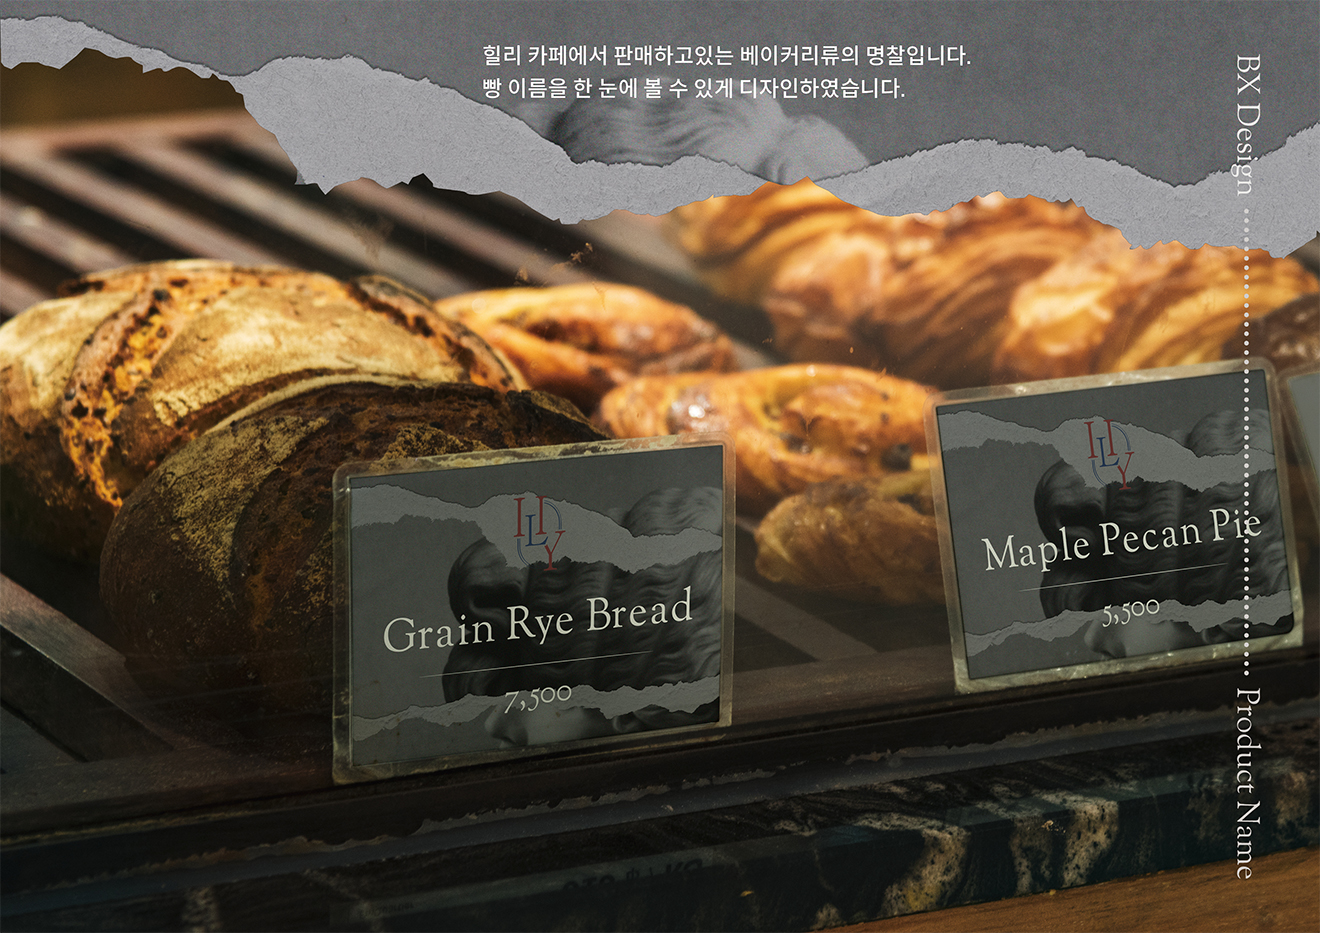 힐리 카페에서 판매하고있는 베이커리류의 명찰입니다.
빵 이름을 한 눈에 볼 수 있게 디자인하였습니다.
BX Design
Product Name
HLLY
Grain Rye Bread
7,500
Maple Pecan Pie
5,500